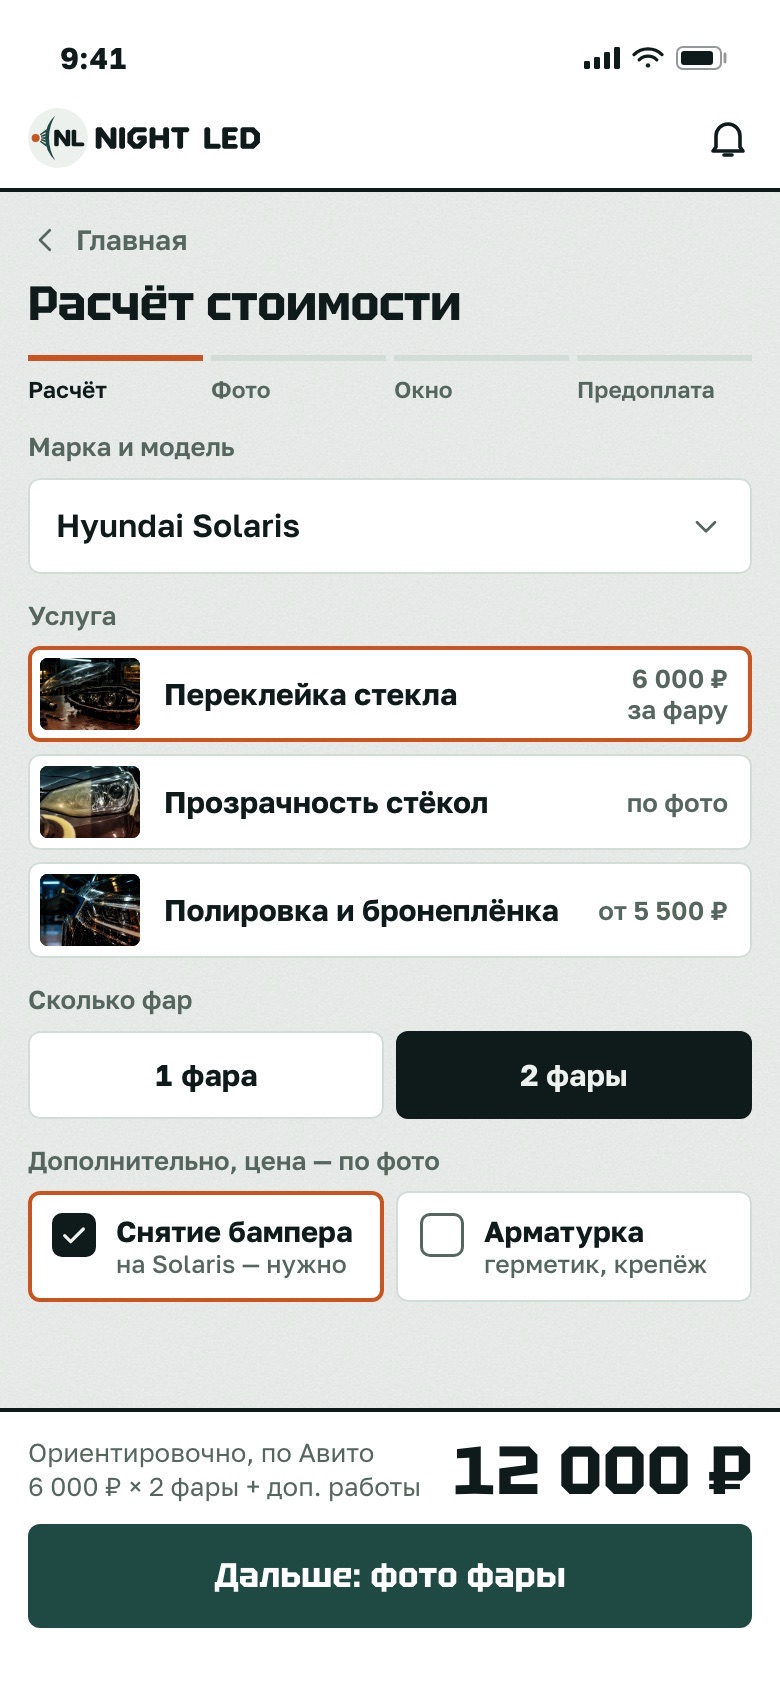 9:41
NL NIGHT LED
Главная
Расчёт стоимости
Расчёт
Фото
Окно
Предоплата
Марка и модель
Hyundai Solaris
Услуга
Переклейка стекла
6 000 ₽
за фару
Прозрачность стёкол
по фото
Полировка и бронеплёнка
от 5 500 ₽
Сколько фар
1 фара
2 фары
Дополнительно, цена — по фото
Снятие бампера
на Solaris — нужно
Арматурка
герметик, крепёж
Ориентировочно, по Авито
6 000 ₽ × 2 фары + доп. работы
12 000 ₽
Дальше: фото фары